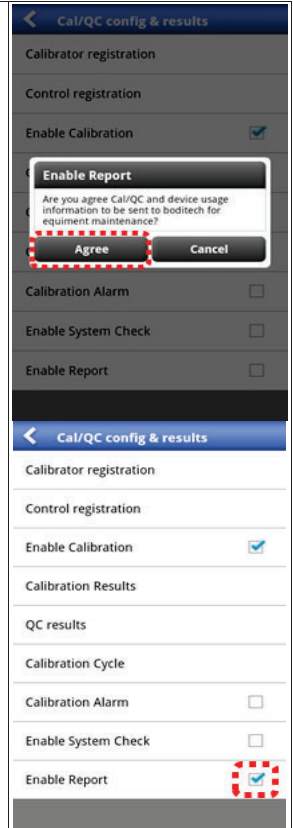 Cal/QC config & results
Calibrator registration
Control registration
Enable Calibration
C
Enable Report
Are you agree Cal/QC and device usage
information to be sent to boditech for
equiment maintenance?
Agree Cancel
Calibration Alarm
Enable System Check
Enable Report
Cal/QC config & results
Calibrator registration
Control registration
Enable Calibration
Calibration Results
QC results
Calibration Cycle
Calibration Alarm
Enable System Check
Enable Report